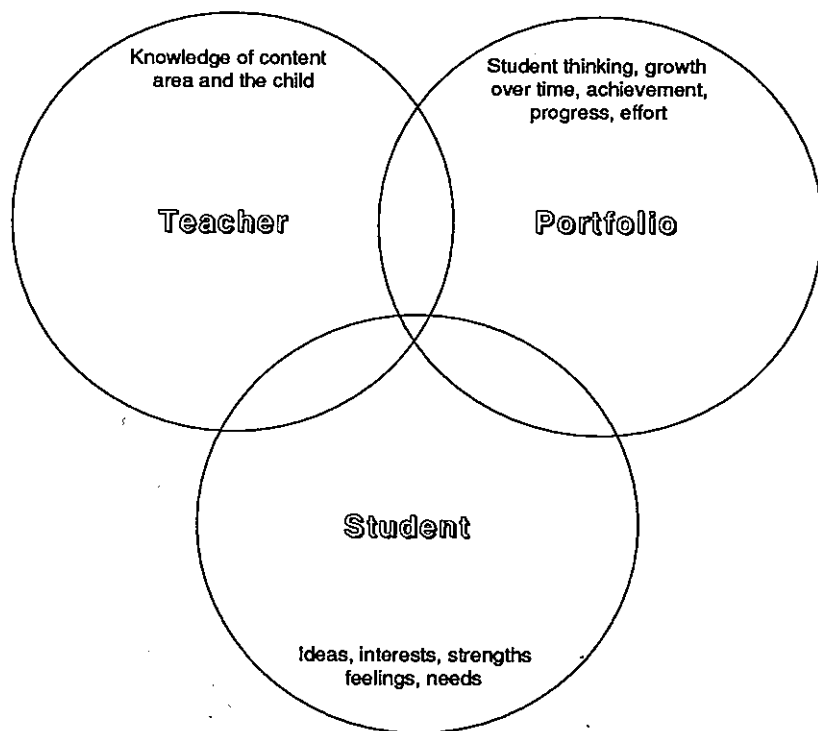 Knowledge of content
area and the child
Teacher
Student thinking, growth
over time, achievement,
progress, effort
Portfolio
Student
Ideas, interests, strengths
feelings, needs